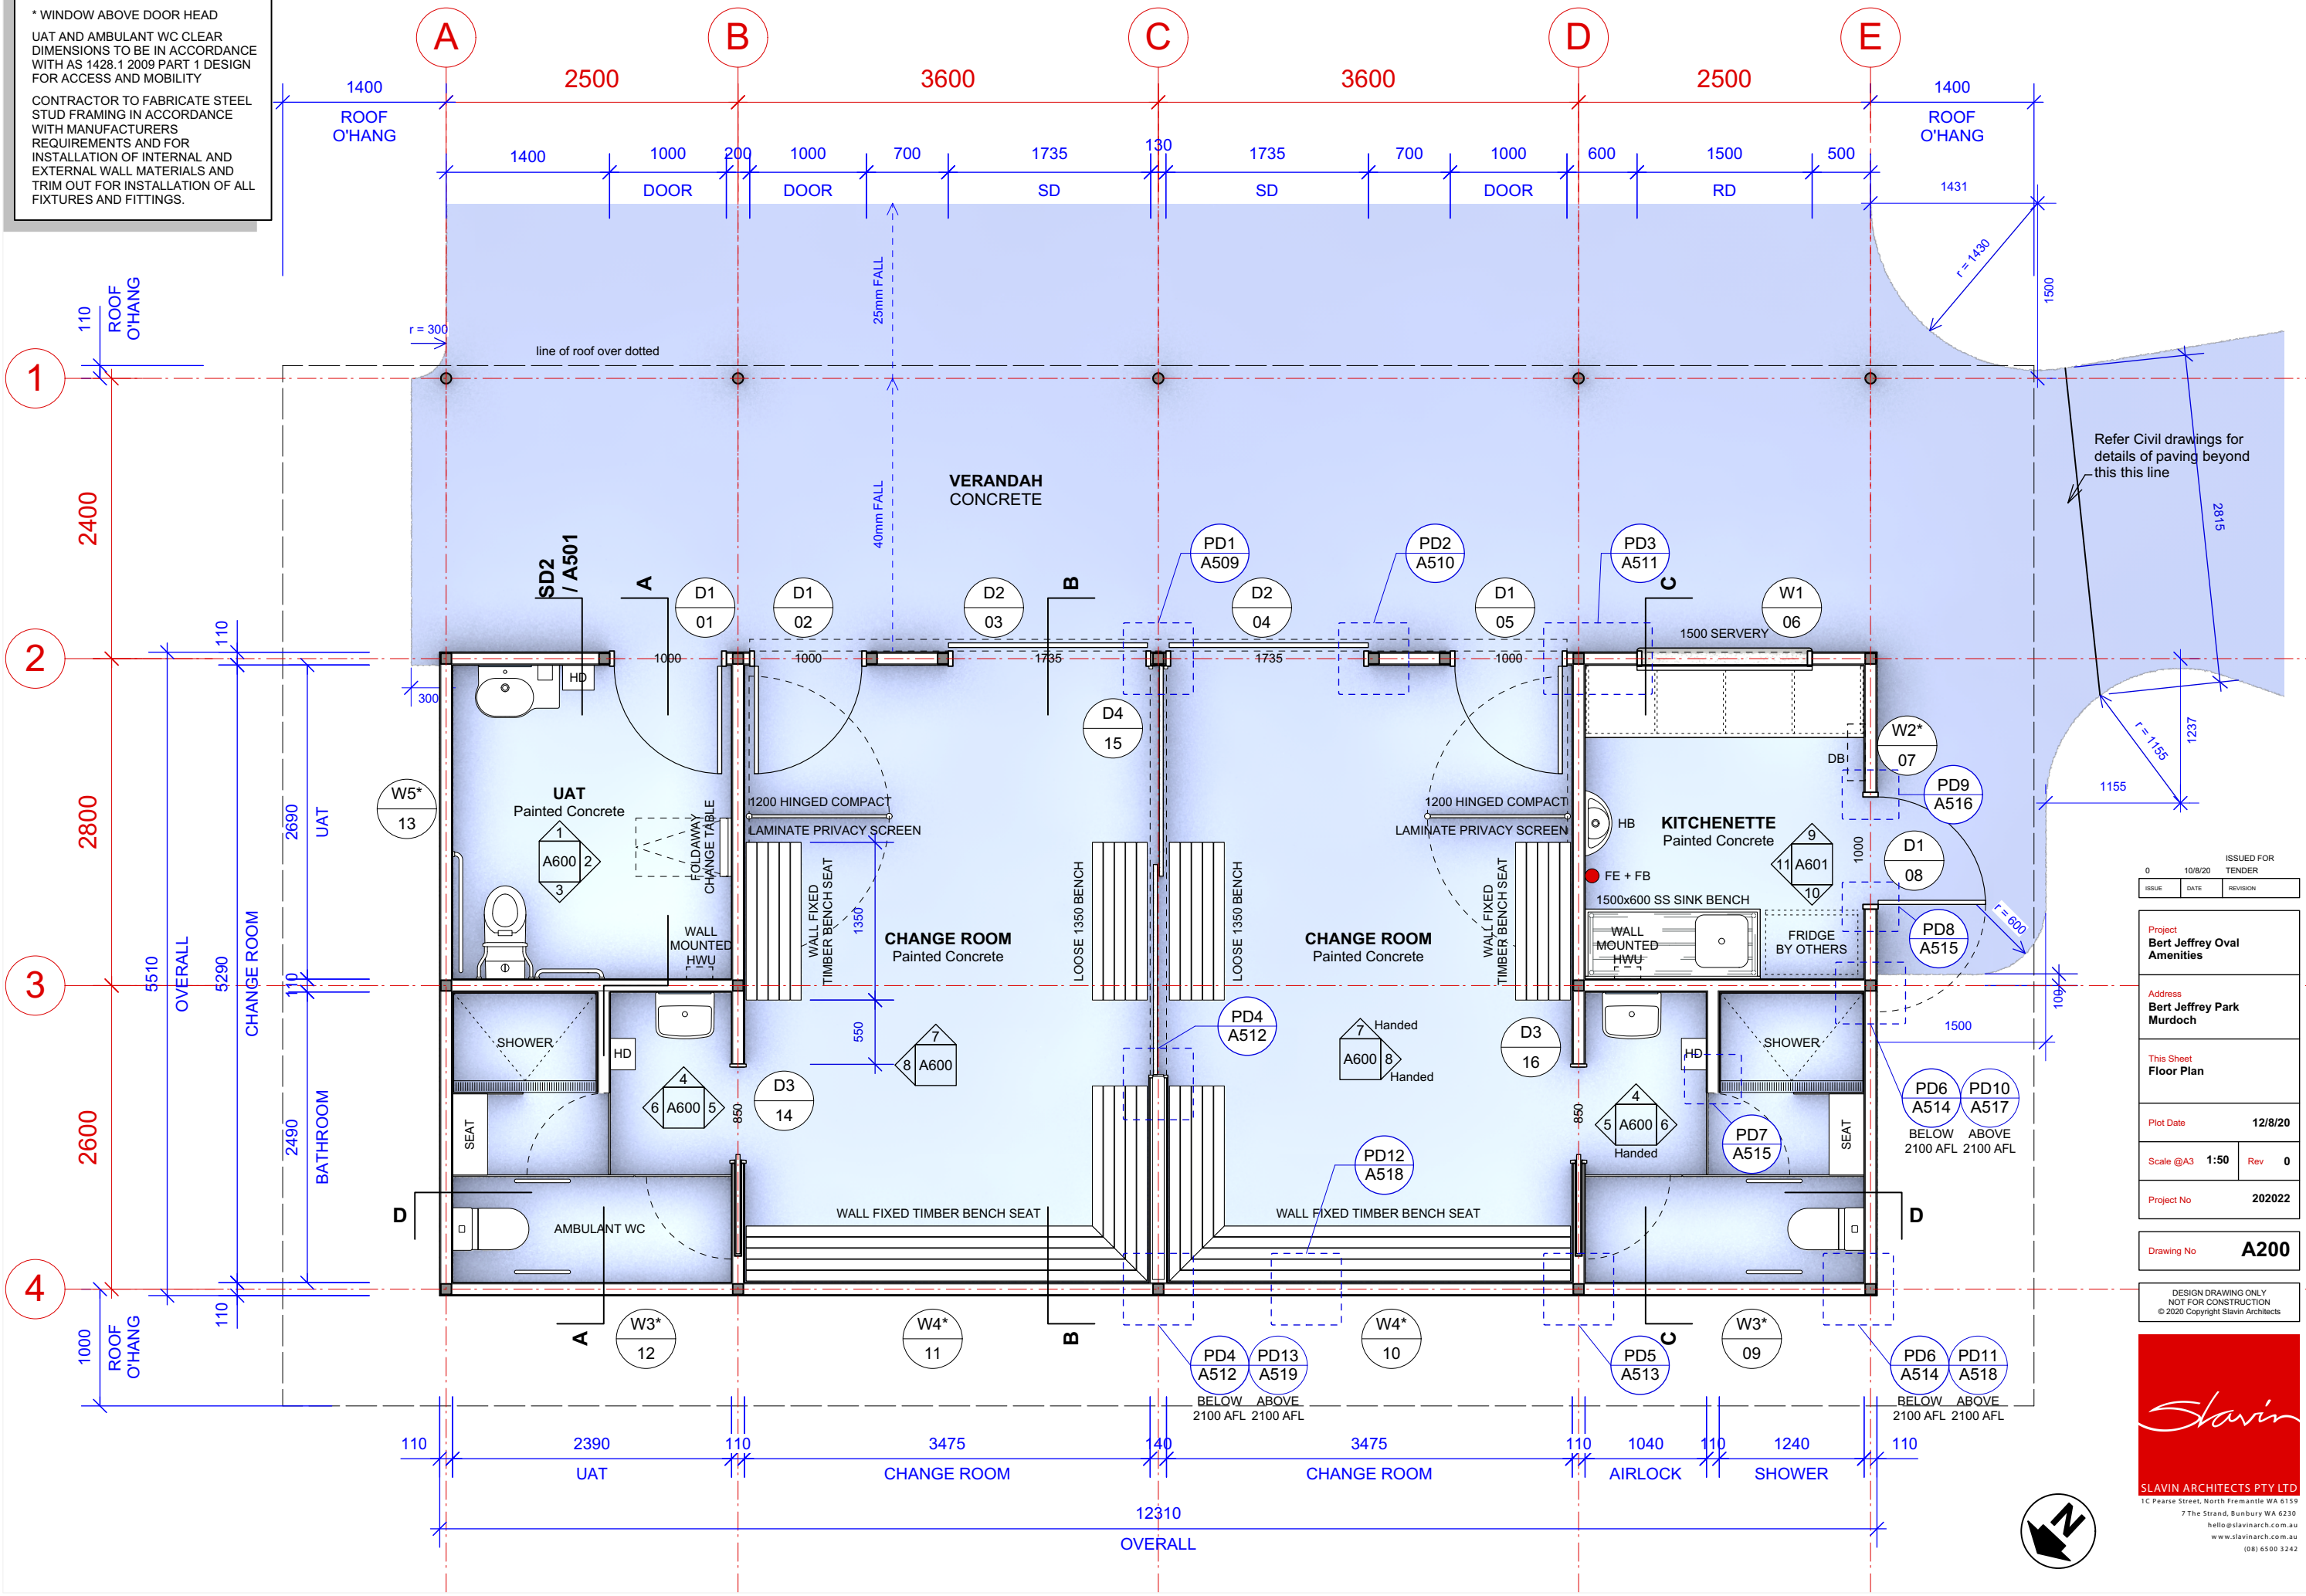 * WINDOW ABOVE DOOR HEAD
UAT AND AMBULANT WC CLEAR
DIMENSIONS TO BE IN ACCORDANCE
WITH AS 1428.1 2009 PART 1 DESIGN
FOR ACCESS AND MOBILITY
CONTRACTOR TO FABRICATE STEEL
STUD FRAMING IN ACCORDANCE
WITH MANUFACTURERS
REQUIREMENTS AND FOR
INSTALLATION OF INTERNAL AND
EXTERNAL WALL MATERIALS AND
TRIM OUT FOR INSTALLATION OF ALL
FIXTURES AND FITTINGS.
A B C D E
1400 2500 3600 3600 2500 1400
ROOF
O'HANG
ROOF
O'HANG
1400 1000 200 1000 700 1735 130 1735 700 1000 600 1500 500
DOOR DOOR SD SD DOOR RD
1431
r = 1430
1500
110
ROOF
O'HANG
r = 300
25mm FALL
line of roof over dotted
1
2400
40mm FALL
VERANDAH
CONCRETE
Refer Civil drawings for
details of paving beyond
this this line
2815
SD2
/ A501
A
B
C
PD1
A509
PD2
A510
PD3
A511
D1
01
D1
02
D2
03
D2
04
D1
05
W1
06
1500 SERVERY
2
110
1000 1000 1735 1735 1000
300
HD
D4
15
W2*
07
DB
r = 1155
1237
1155
PD9
A516
W5*
13
2800
2690
UAT
UAT
Painted Concrete
1
A600 2
3
FOLDAWAY
CHANGE TABLE
1200 HINGED COMPACT
LAMINATE PRIVACY SCREEN
1200 HINGED COMPACT
LAMINATE PRIVACY SCREEN
HB
KITCHENETTE
Painted Concrete
9
11 A601
10
1000
D1
08
FE + FB
1500x600 SS SINK BENCH
WALL
MOUNTED
HWU
FRIDGE
BY OTHERS
PD8
A515
r = 600
WALL
MOUNTED
HWU
WALL FIXED
TIMBER BENCH SEAT
1350
CHANGE ROOM
Painted Concrete
LOOSE 1350 BENCH
LOOSE 1350 BENCH
CHANGE ROOM
Painted Concrete
WALL FIXED
TIMBER BENCH SEAT
5510
OVERALL
5290
CHANGE ROOM
3
110
100
1500
550
SHOWER
HD
7
8 A600
PD4
A512
7 Handed
A600 8
Handed
D3
16
HD
SHOWER
2600
2490
BATHROOM
SEAT
4
6 A600 5
850
D3
14
850
4
5 A600 6
Handed
PD7
A515
SEAT
PD6
A514
PD10
A517
BELOW
2100 AFL
ABOVE
2100 AFL
PD12
A518
D
AMBULANT WC
WALL FIXED TIMBER BENCH SEAT
WALL FIXED TIMBER BENCH SEAT
D
4
110
1000
ROOF
O'HANG
A
W3*
12
W4*
11
B
PD4
A512
PD13
A519
BELOW
2100 AFL
ABOVE
2100 AFL
W4*
10
PD5
A513
C
W3*
09
PD6
A514
PD11
A518
BELOW
2100 AFL
ABOVE
2100 AFL
110 2390 110 3475 140 3475 110 1040 110 1240 110
UAT CHANGE ROOM CHANGE ROOM AIRLOCK SHOWER
12310
OVERALL
N
0 10/8/20 ISSUED FOR
TENDER
ISSUE DATE REVISION
Project
Bert Jeffrey Oval
Amenities
Address
Bert Jeffrey Park
Murdoch
This Sheet
Floor Plan
Plot Date 12/8/20
Scale @A3 1:50 Rev 0
Project No 202022
Drawing No A200
DESIGN DRAWING ONLY
NOT FOR CONSTRUCTION
© 2020 Copyright Slavin Architects
Slavin
SLAVIN ARCHITECTS PTY LTD
1C Pearse Street, North Fremantle WA 6159
7 The Strand, Bunbury WA 6230
hello@slavinarch.com.au
www.slavinarch.com.au
(08) 6500 3242